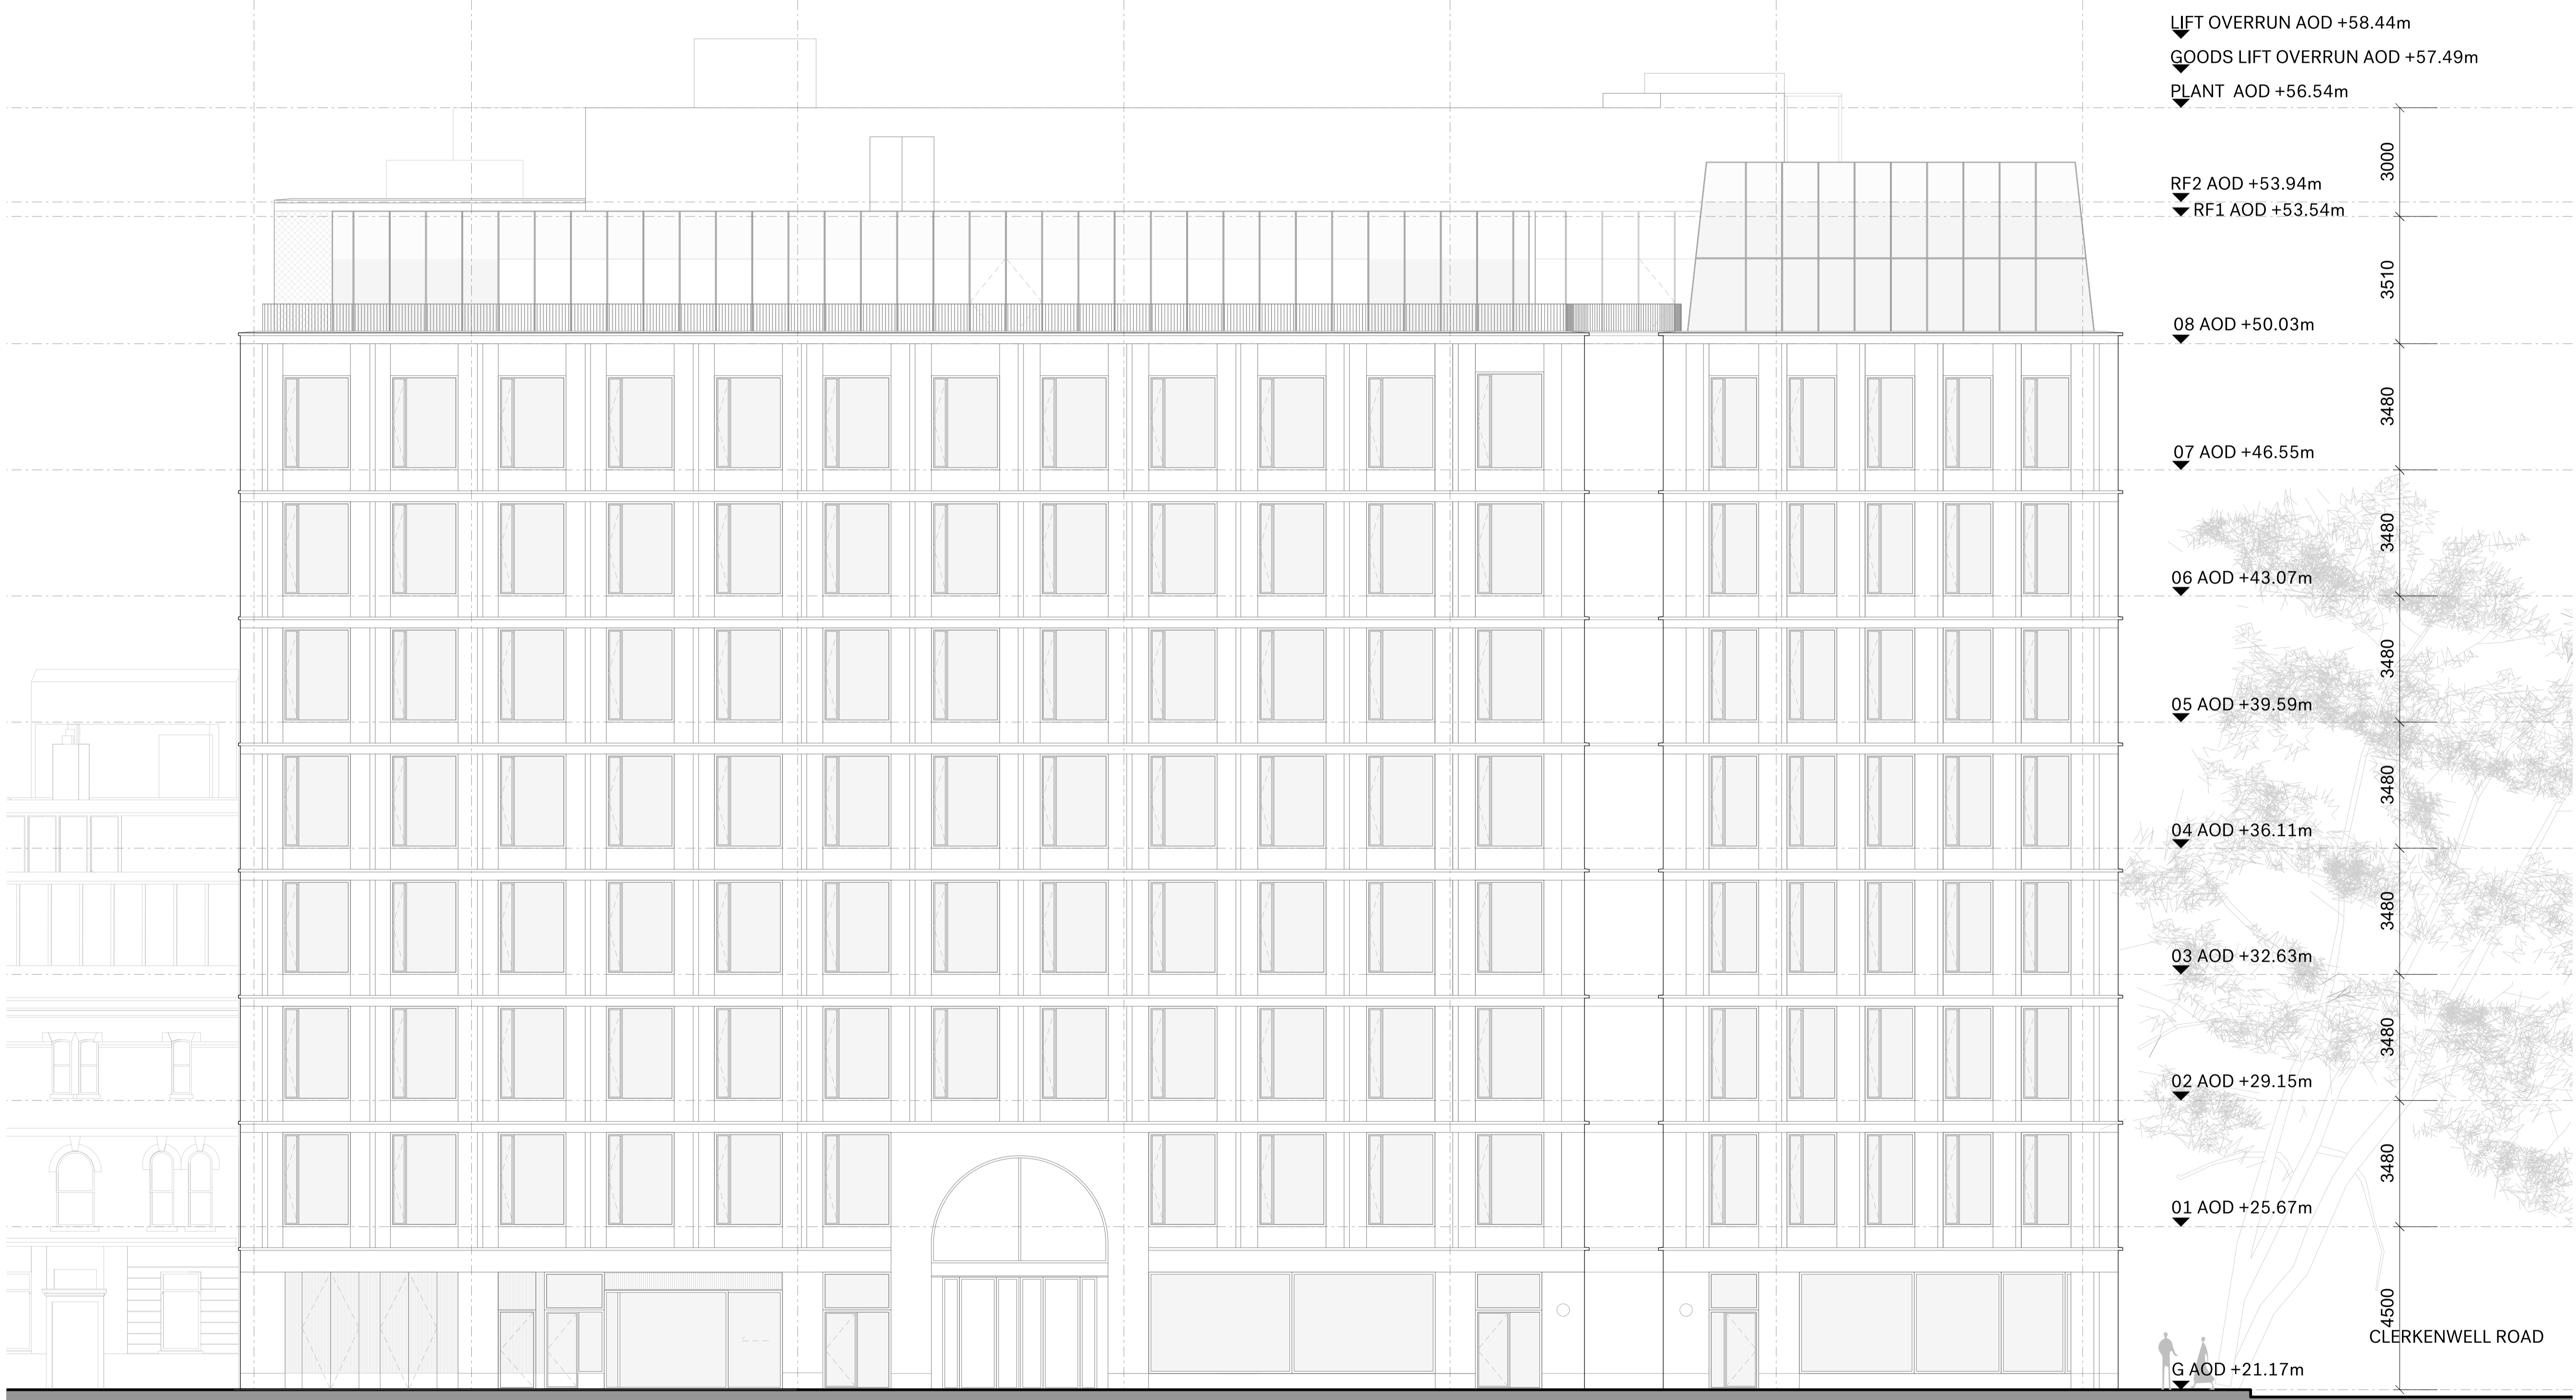 LIFT OVERRUN AOD +58.44m
GOODS LIFT OVERRUN AOD +57.49m
PLANT AOD +56.54m
3000
RF2 AOD +53.94m
RF1 AOD +53.54m
3510
08 AOD +50.03m
3480
07 AOD +46.55m
3480
06 AOD +43.07m
3480
05 AOD +39.59m
3480
04 AOD +36.11m
3480
03 AOD +32.63m
3480
02 AOD +29.15m
3480
01 AOD +25.67m
4500
CLERKENWELL ROAD
G AOD +21.17m